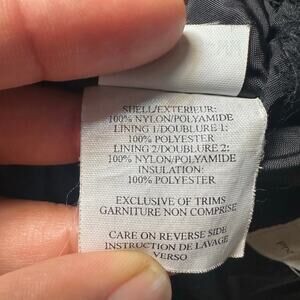 SHELL/EXTERIEUR:
100% NYLON/POLYAMIDE
LINING 1/DOUBLURE 1:
100% POLYESTER
LINING 2/DOUBLURE 2:
100% NYLON/POLYAMIDE
INSULATION:
100% POLYESTER
EXCLUSIVE OF TRIMS
GARNITURE NON COMPRISE
CARE ON REVERSE SIDE
INSTRUCTION DE LAVAGE
VERSO